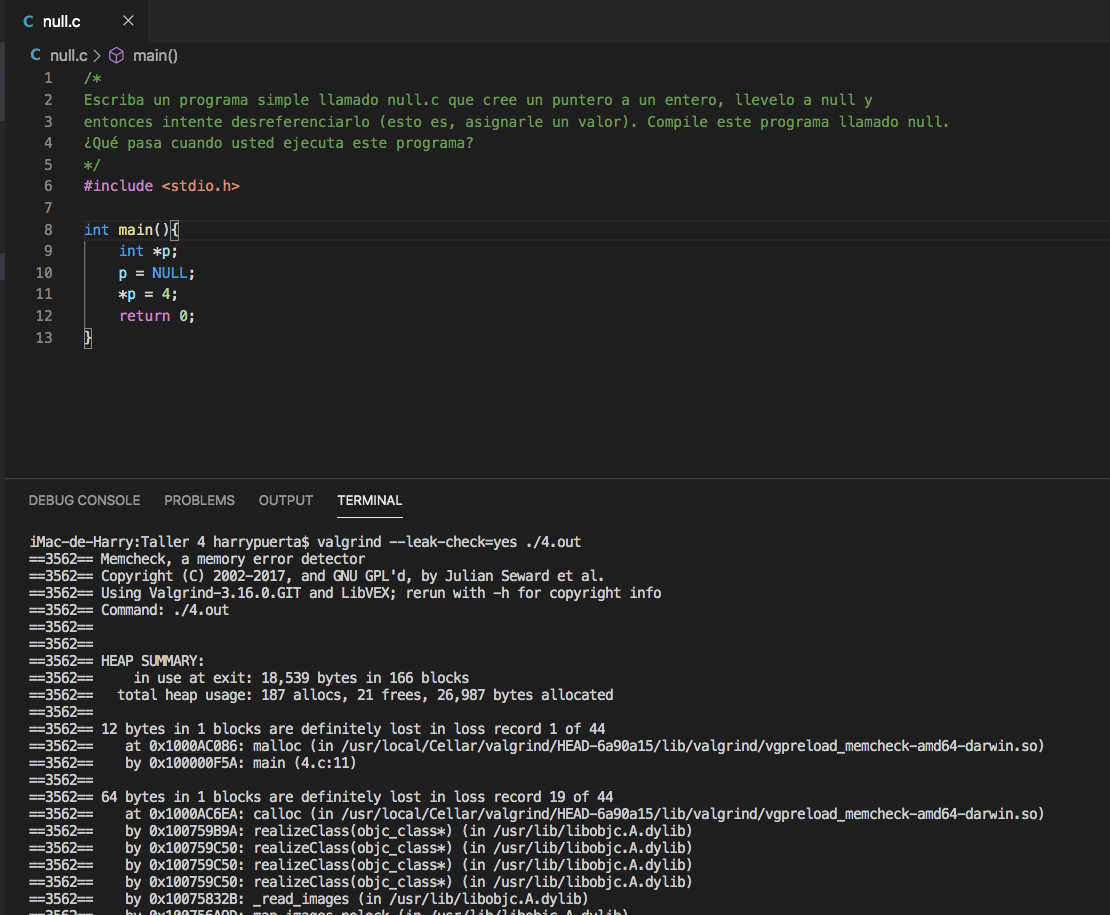 C null.c ×
C null.c > main()
1 /*
2 Escriba un programa simple llamado null.c que cree un puntero a un entero, llevelo a null y
3 entonces intente desreferenciarlo (esto es, asignarle un valor). Compile este programa llamado null.
4 ¿Qué pasa cuando usted ejecuta este programa?
5 */
6 #include <stdio.h>
7
8 int main(){
9 int *p;
10 p = NULL;
11 *p = 4;
12 return 0;
13 }
DEBUG CONSOLE PROBLEMS OUTPUT TERMINAL
iMac-de-Harry:Taller 4 harrypuerta$ valgrind --leak-check=yes ./4.out
==3562== Memcheck, a memory error detector
==3562== Copyright (C) 2002-2017, and GNU GPL'd, by Julian Seward et al.
==3562== Using Valgrind-3.16.0.GIT and LibVEX; rerun with -h for copyright info
==3562== Command: ./4.out
==3562==
==3562==
==3562== HEAP SUMMARY:
==3562== in use at exit: 18,539 bytes in 166 blocks
==3562== total heap usage: 187 allocs, 21 frees, 26,987 bytes allocated
==3562==
==3562== 12 bytes in 1 blocks are definitely lost in loss record 1 of 44
==3562== at 0x1000AC086: malloc (in /usr/local/Cellar/valgrind/HEAD-6a90a15/lib/valgrind/vgpreload_memcheck-amd64-darwin.so)
==3562== by 0x100000F5A: main (4.c:11)
==3562==
==3562== 64 bytes in 1 blocks are definitely lost in loss record 19 of 44
==3562== at 0x1000AC6EA: calloc (in /usr/local/Cellar/valgrind/HEAD-6a90a15/lib/valgrind/vgpreload_memcheck-amd64-darwin.so)
==3562== by 0x100759B9A: realizeClass(objc_class*) (in /usr/lib/libobjc.A.dylib)
==3562== by 0x100759C50: realizeClass(objc_class*) (in /usr/lib/libobjc.A.dylib)
==3562== by 0x100759C50: realizeClass(objc_class*) (in /usr/lib/libobjc.A.dylib)
==3562== by 0x100759C50: realizeClass(objc_class*) (in /usr/lib/libobjc.A.dylib)
==3562== by 0x10075832B: _read_images (in /usr/lib/libobjc.A.dylib)
==3562== by 0x100756A9D: map_images_nolock (in /usr/lib/libobjc.A.dylib)